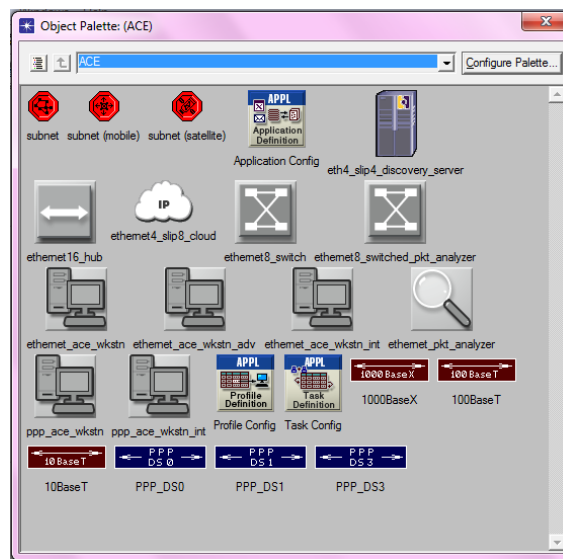 Object Palette: (ACE)
ACE
Configure Palette...
subnet
subnet (mobile)
subnet (satellite)
APPL
Application
Definition
Application Config
eth4_slip4_discovery_server
ethernet16_hub
IP
ethernet4_slip8_cloud
ethernet8_switch
ethernet8_switched_pkt_analyzer
ethernet_ace_wkstn
ethernet_ace_wkstn_adv
ethernet_ace_wkstn_int
ethernet_pkt_analyzer
ppp_ace_wkstn
ppp_ace_wkstn_int
APPL
Profile
Definition
Profile Config
APPL
Task
Definition
Task Config
1000BaseX
1000BaseX
100BaseT
100BaseT
10BaseT
10BaseT
PPP
DS0
PPP_DS0
PPP
DS1
PPP_DS1
PPP
DS3
PPP_DS3